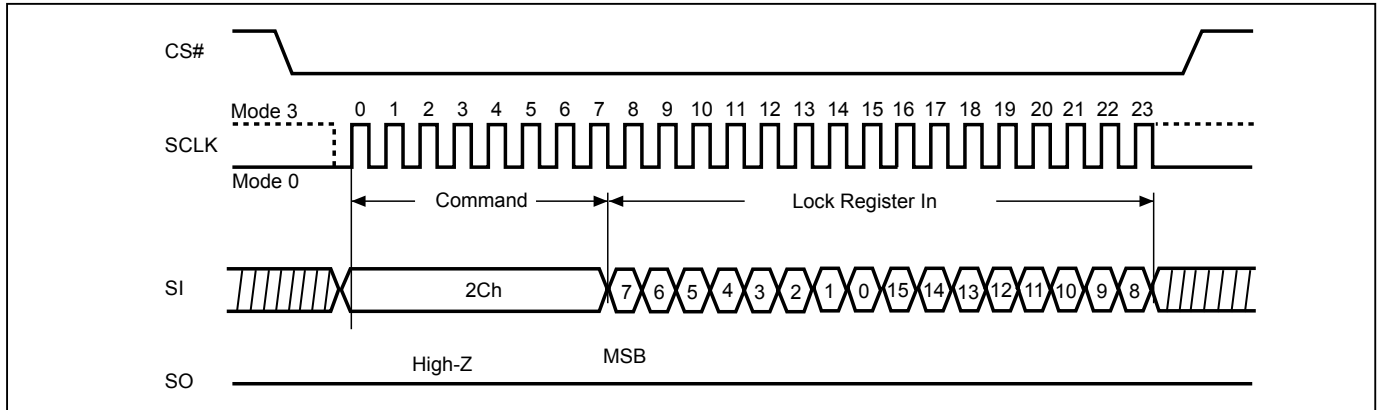 CS#
Mode 3
0 1 2 3 4 5 6 7 8 9 10 11 12 13 14 15 16 17 18 19 20 21 22 23
SCLK
Mode 0
Command
Lock Register In
SI
2Ch
7 6 5 4 3 2 1 0 15 14 13 12 11 10 9 8
High-Z
MSB
SO